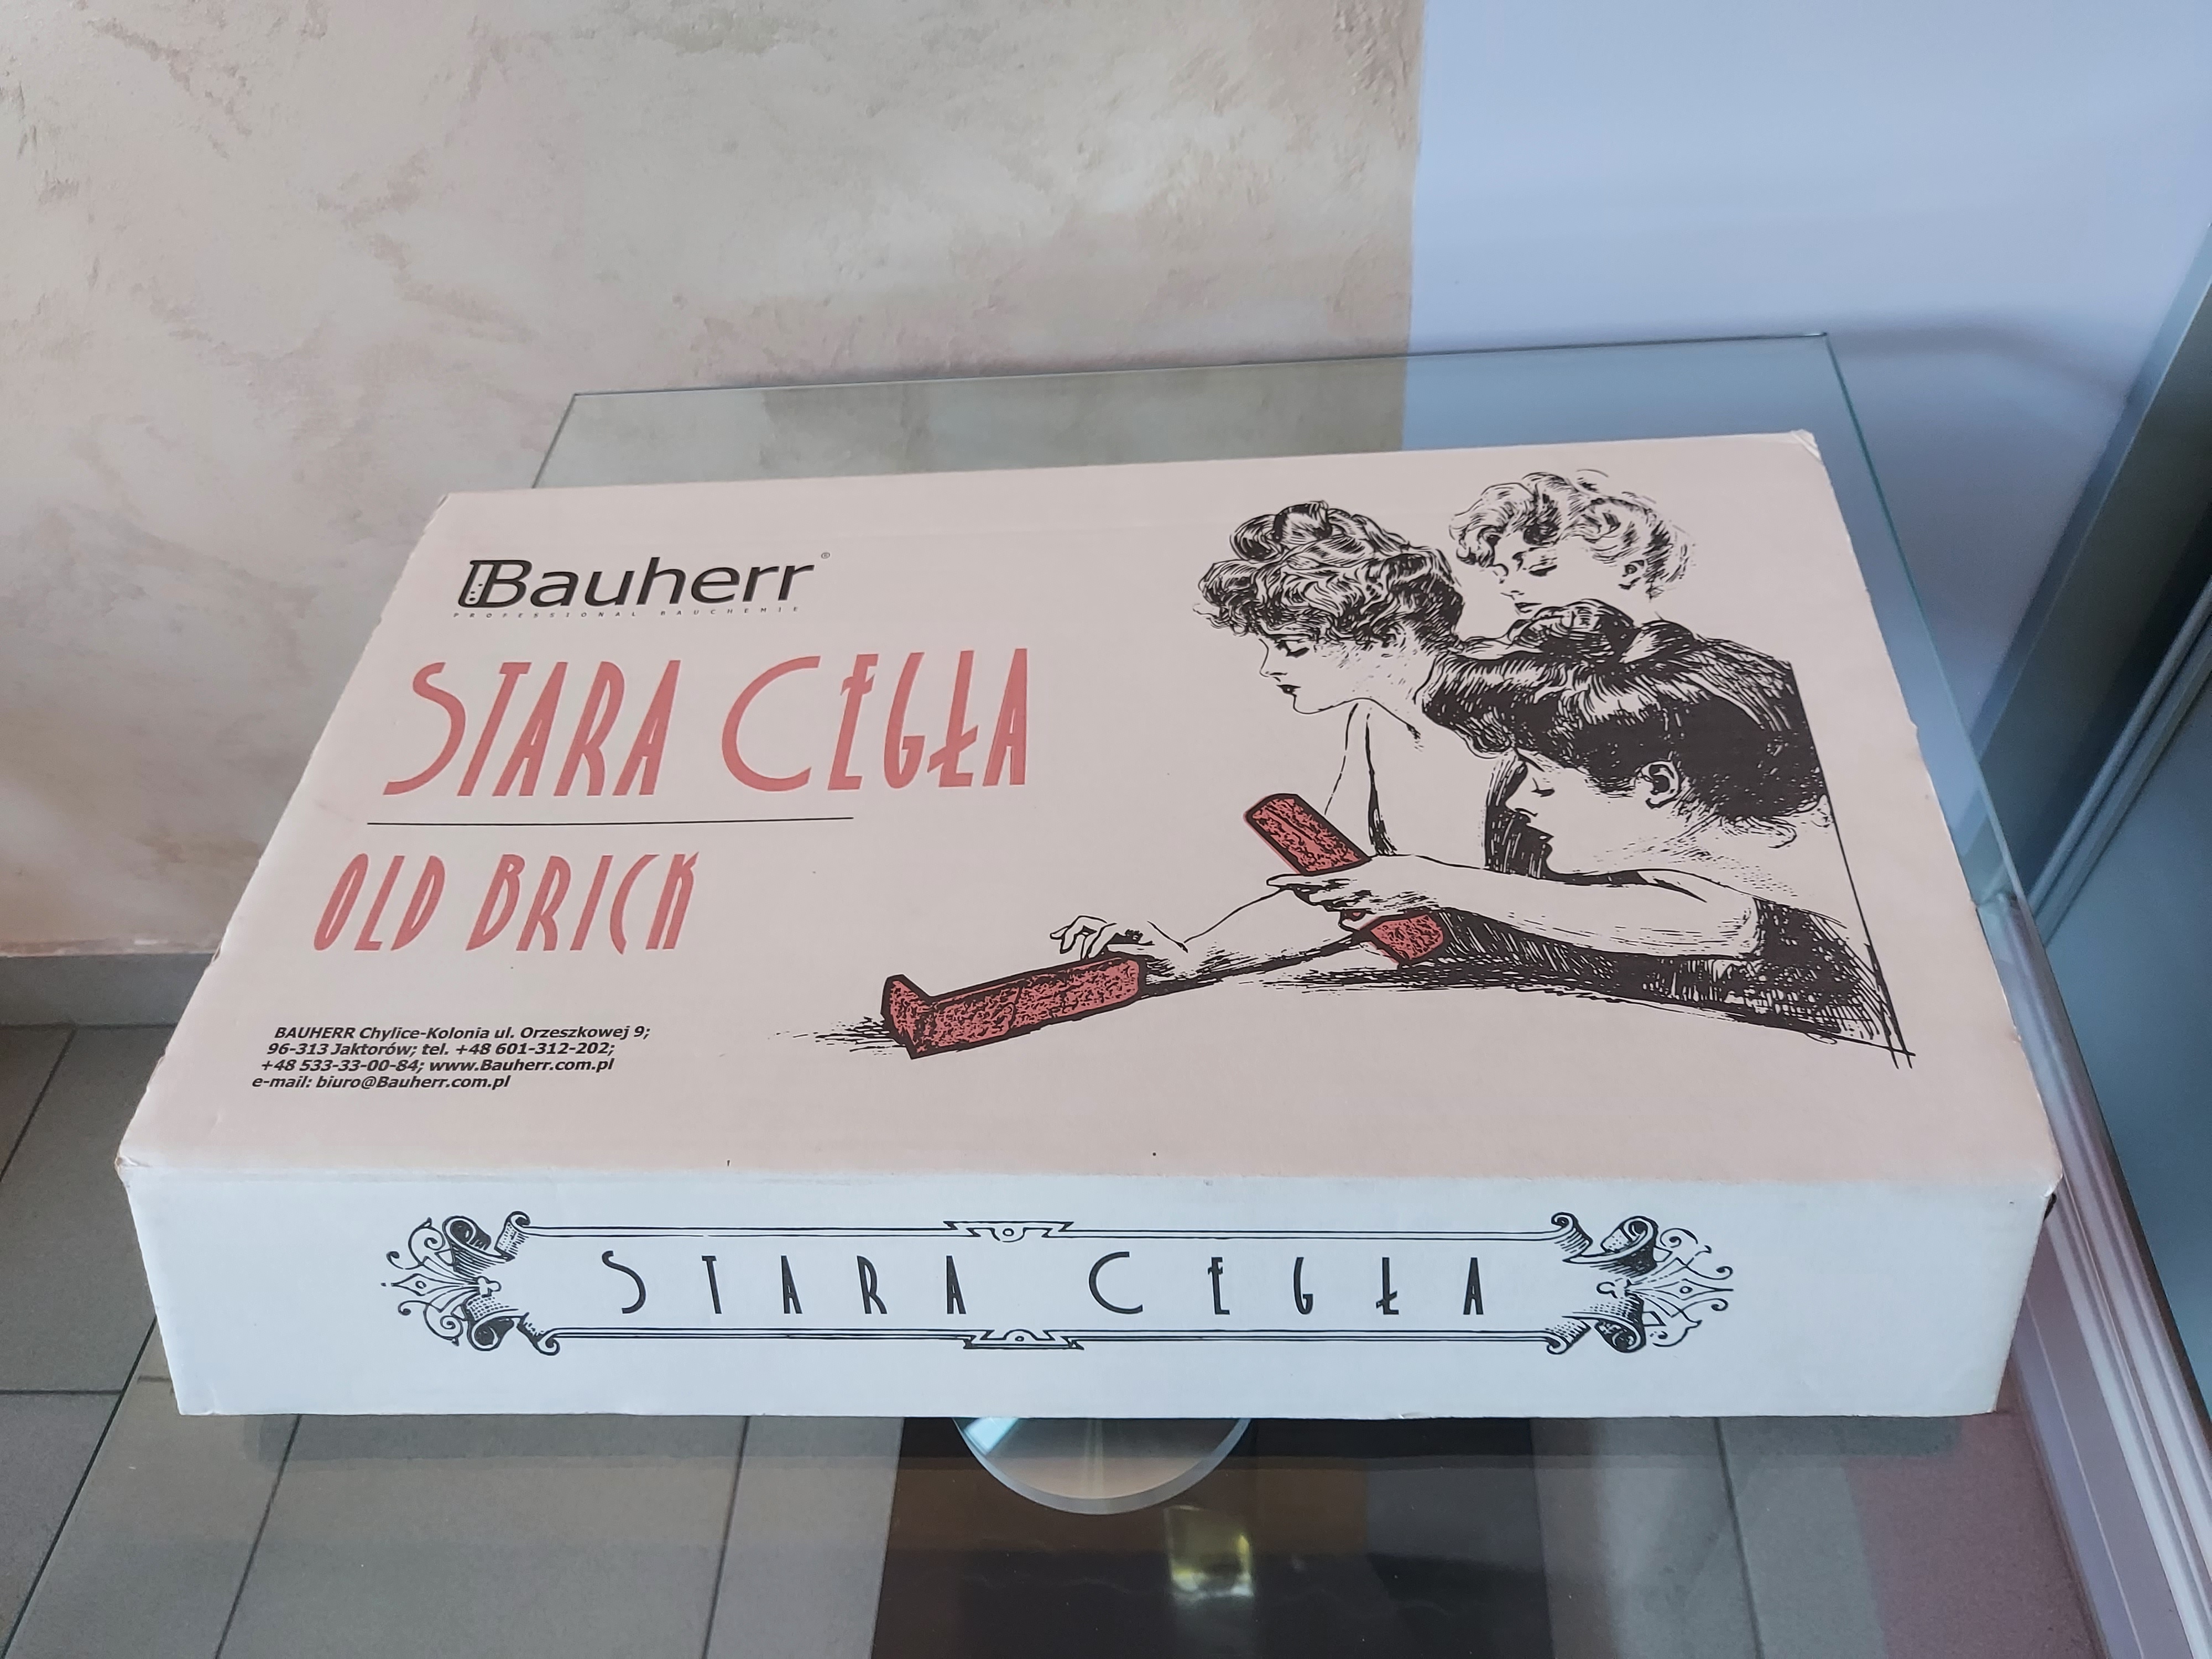 Bauherr®
PROFESSIONAL BAUCHEMIE
STARA CEGŁA
OLD BRICK
BAUHERR Chylice-Kolonia ul. Orzeszkowej 9;
96-313 Jaktorów; tel. +48 601-312-202;
+48 533-33-00-84; www.Bauherr.com.pl
e-mail: biuro@Bauherr.com.pl
STARA CEGŁA